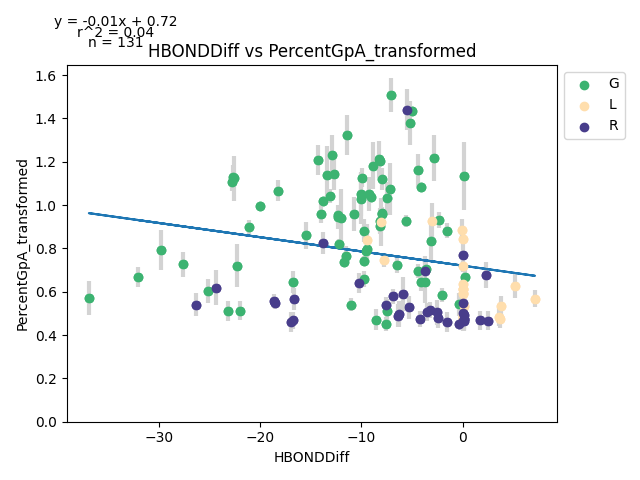 y = -0.01x + 0.72
r^2 = 0.04
n = 131
HBONDDiff vs PercentGpA_transformed
PercentGpA_transformed
1.6
1.4
1.2
1.0
0.8
0.6
0.4
0.2
0.0
−30
−20
−10
0
HBONDDiff
G
L
R